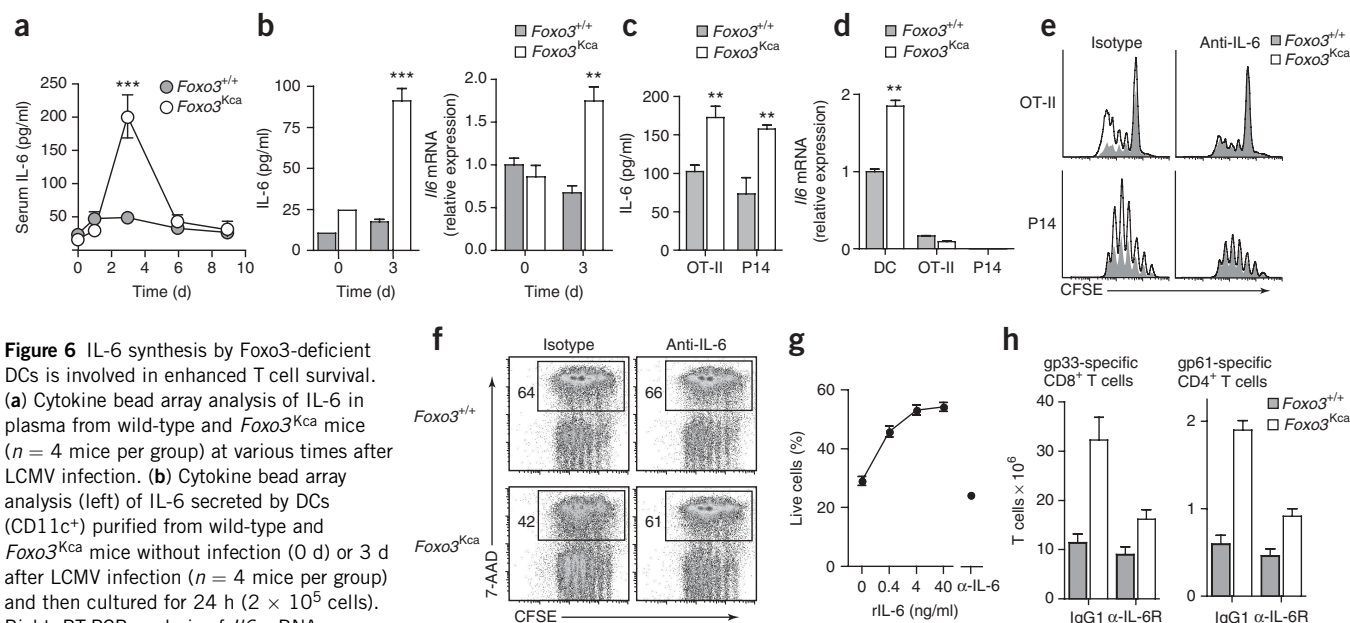 a
Serum IL-6 (pg/ml)
250
200
150
100
50
***
Foxo3+/+
Foxo3Kca
0 2 4 6 8 10
Time (d)
b
Foxo3+/+
Foxo3Kca
IL-6 (pg/ml)
100
75
50
25
0
***
0 3
Time (d)
Il6 mRNA
(relative expression)
2.0
1.5
1.0
0.5
0.0
**
0 3
Time (d)
c
Foxo3+/+
Foxo3Kca
IL-6 (pg/ml)
200
150
100
50
0
**
**
OT-II P14
d
Foxo3+/+
Foxo3Kca
Il6 mRNA
(relative expression)
2
1
0
**
DC OT-II P14
e
Isotype Anti-IL-6
Foxo3+/+
Foxo3Kca
OT-II
P14
CFSE
Figure 6 IL-6 synthesis by Foxo3-deficient
DCs is involved in enhanced T cell survival.
(a) Cytokine bead array analysis of IL-6 in
plasma from wild-type and Foxo3Kca mice
(n = 4 mice per group) at various times after
LCMV infection. (b) Cytokine bead array
analysis (left) of IL-6 secreted by DCs
(CD11c+) purified from wild-type and
Foxo3Kca mice without infection (0 d) or 3 d
after LCMV infection (n = 4 mice per group)
and then cultured for 24 h (2 × 10⁵ cells).
f
Isotype Anti-IL-6
Foxo3+/+
64 66
Foxo3Kca
42 61
7-AAD
CFSE
g
Live cells (%)
60
40
20
0
0 0.4 4 40 α-IL-6
rIL-6 (ng/ml)
h
gp33-specific
CD8+ T cells
gp61-specific
CD4+ T cells
Foxo3+/+
Foxo3Kca
T cells × 10⁶
40
30
20
10
0
IgG1 α-IL-6R
2
1
0
IgG1 α-IL-6R